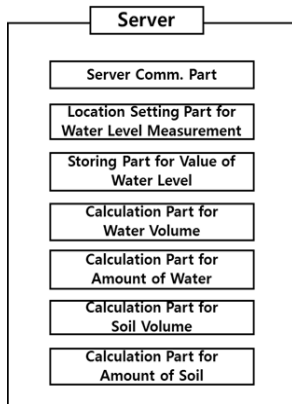 Server
Server Comm. Part
Location Setting Part for
Water Level Measurement
Storing Part for Value of
Water Level
Calculation Part for
Water Volume
Calculation Part for
Amount of Water
Calculation Part for
Soil Volume
Calculation Part for
Amount of Soil